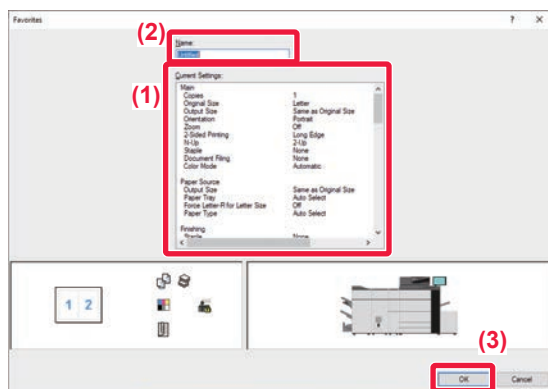 Favorites ? ✕
(2)
Name:
Untitled
(1)
Current Settings:
Main
Copies 1
Original Size Letter
Output Size Same as Original Size
Orientation Portrait
Zoom Off
2-Sided Printing Long Edge
N-Up 2-Up
Staple None
Document Filing None
Color Mode Automatic
Paper Source
Output Size Same as Original Size
Paper Tray Auto Select
Force Letter-R for Letter Size Off
Paper Type Auto Select
Finishing
Staple None
1 2
(3)
OK Cancel